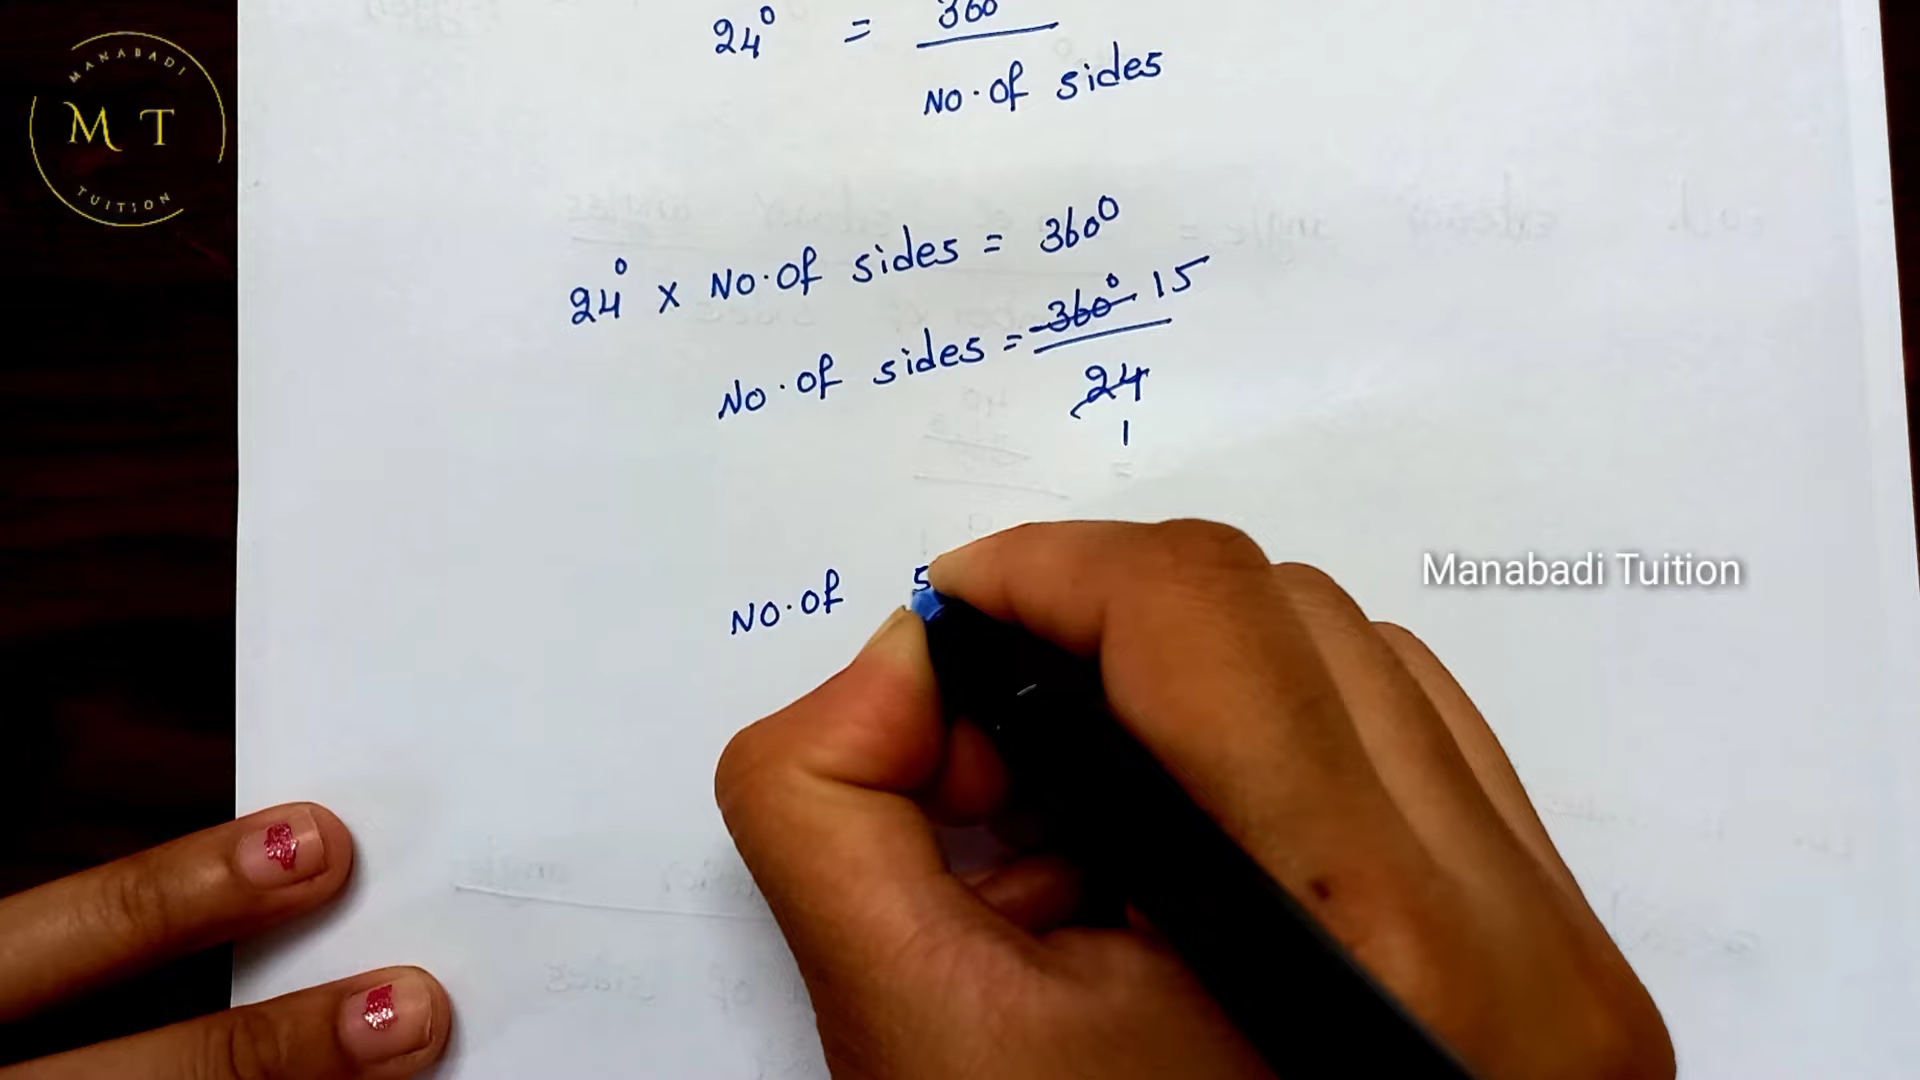 MANABADI
M T
TUITION
24° = 360
No. of sides
24° x No. of sides = 360°
No. of sides = 360° 15
24
1
No. of s
Manabadi Tuition